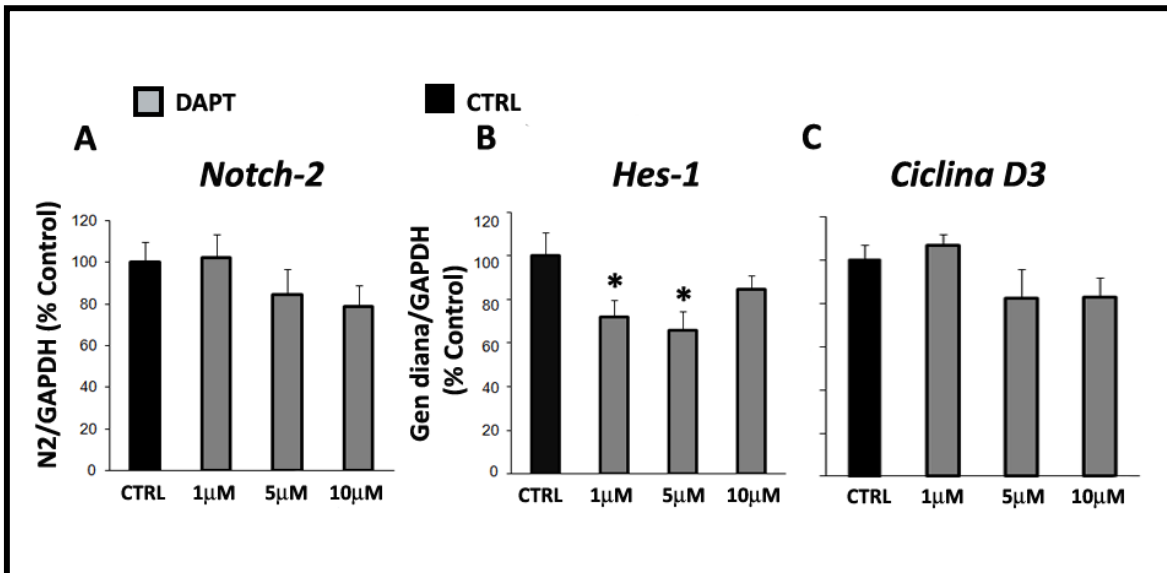 DAPT
CTRL
A
Notch-2
N2/GAPDH (% Control)
120
100
80
60
40
20
0
CTRL 1μM 5μM 10μM
B
Hes-1
Gen diana/GAPDH
(% Control)
120
100
80
60
40
20
0
*
*
CTRL 1μM 5μM 10μM
C
Ciclina D3
CTRL 1μM 5μM 10μM